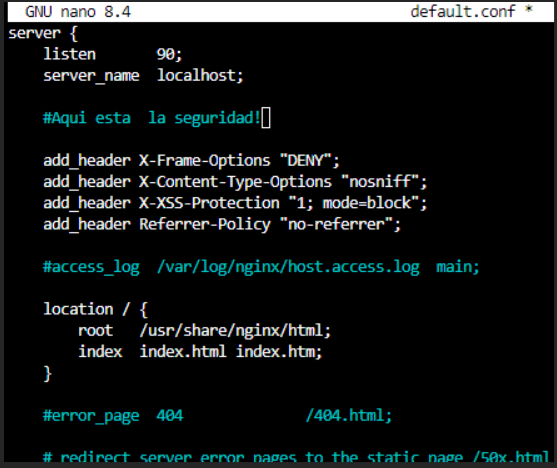 GNU nano 8.4 default.conf *
server {
listen 90;
server_name localhost;
#Aqui esta la seguridad!
add_header X-Frame-Options "DENY";
add_header X-Content-Type-Options "nosniff";
add_header X-XSS-Protection "1; mode=block";
add_header Referrer-Policy "no-referrer";
#access_log /var/log/nginx/host.access.log main;
location / {
root /usr/share/nginx/html;
index index.html index.htm;
}
#error_page 404 /404.html;
# redirect server error pages to the static page /50x.html